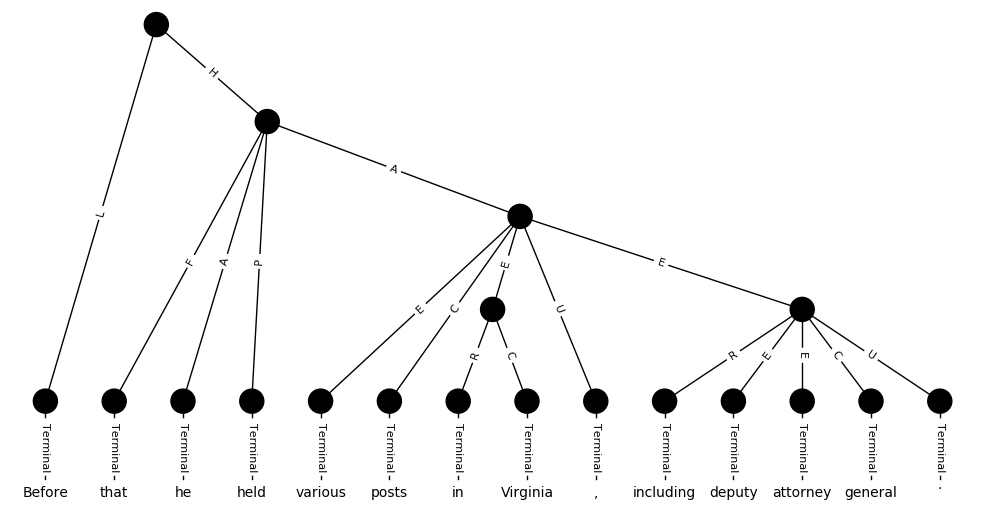 H
A
L
F
A
P
E
E
E
C
U
R
C
R
E
E
C
U
Terminal
Terminal
Terminal
Terminal
Terminal
Terminal
Terminal
Terminal
Terminal
Terminal
Terminal
Terminal
Terminal
Terminal
Before that he held various posts in Virginia , including deputy attorney general .